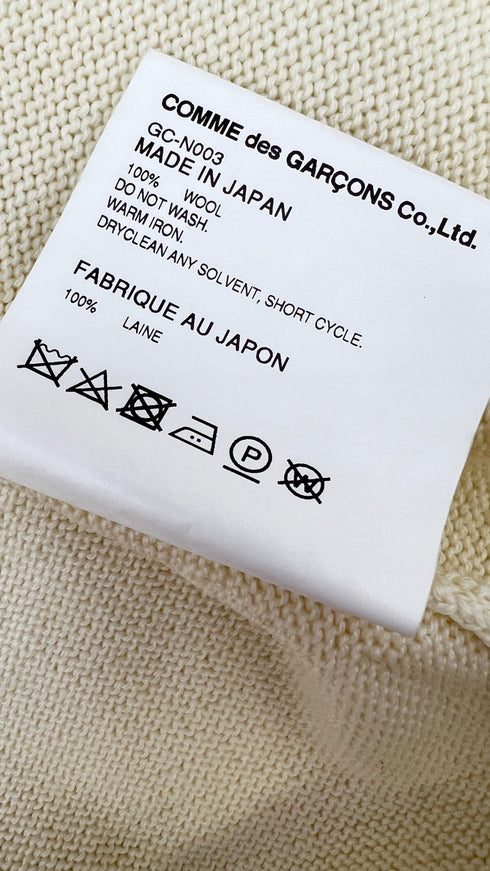 COMME des GARÇONS Co.,Ltd.
GC-N003
MADE IN JAPAN
100% WOOL
DO NOT WASH.
WARM IRON.
DRYCLEAN ANY SOLVENT, SHORT CYCLE.
FABRIQUE AU JAPON
100% LAINE
P W